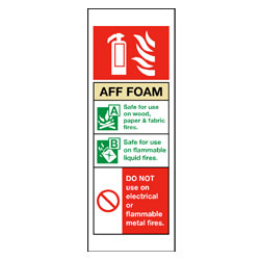 AFF FOAM
A
Safe for use
on wood,
paper & fabric
fires.
B
Safe for use
on flammable
liquid fires.
DO NOT
use on
electrical
or
flammable
metal fires.